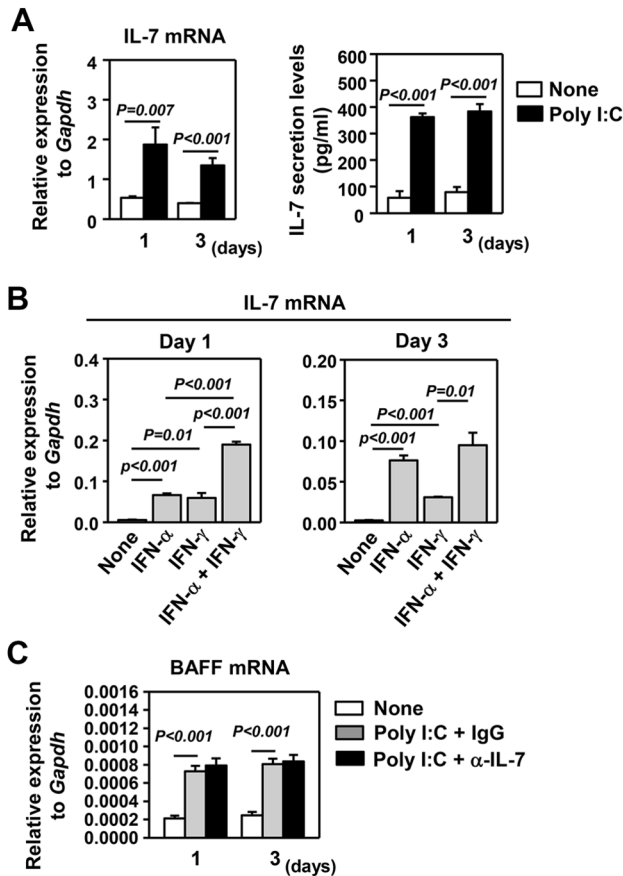 A
IL-7 mRNA
Relative expression
to Gapdh
4
3
2
1
0
P=0.007
P<0.001
1
3 (days)
IL-7 secretion levels
(pg/ml)
600
500
400
300
200
100
0
P<0.001
P<0.001
1
3 (days)
None
Poly I:C
B
IL-7 mRNA
Day 1
Relative expression
to Gapdh
0.4
0.3
0.2
0.1
0.0
P<0.001
p<0.001
P=0.01
p<0.001
None
IFN-α
IFN-γ
IFN-α + IFN-γ
Day 3
0.20
0.15
0.10
0.05
0.00
P=0.01
P<0.001
p<0.001
None
IFN-α
IFN-γ
IFN-α + IFN-γ
C
BAFF mRNA
Relative expression
to Gapdh
0.0016
0.0014
0.0012
0.0010
0.0008
0.0006
0.0004
0.0002
0.0000
P<0.001
P<0.001
1
3 (days)
None
Poly I:C + IgG
Poly I:C + α-IL-7